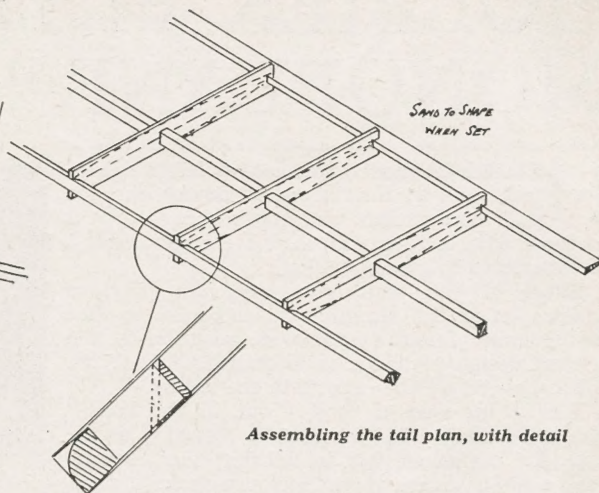 SAND TO SHAPE
WHEN SET
Assembling the tail plan, with detail